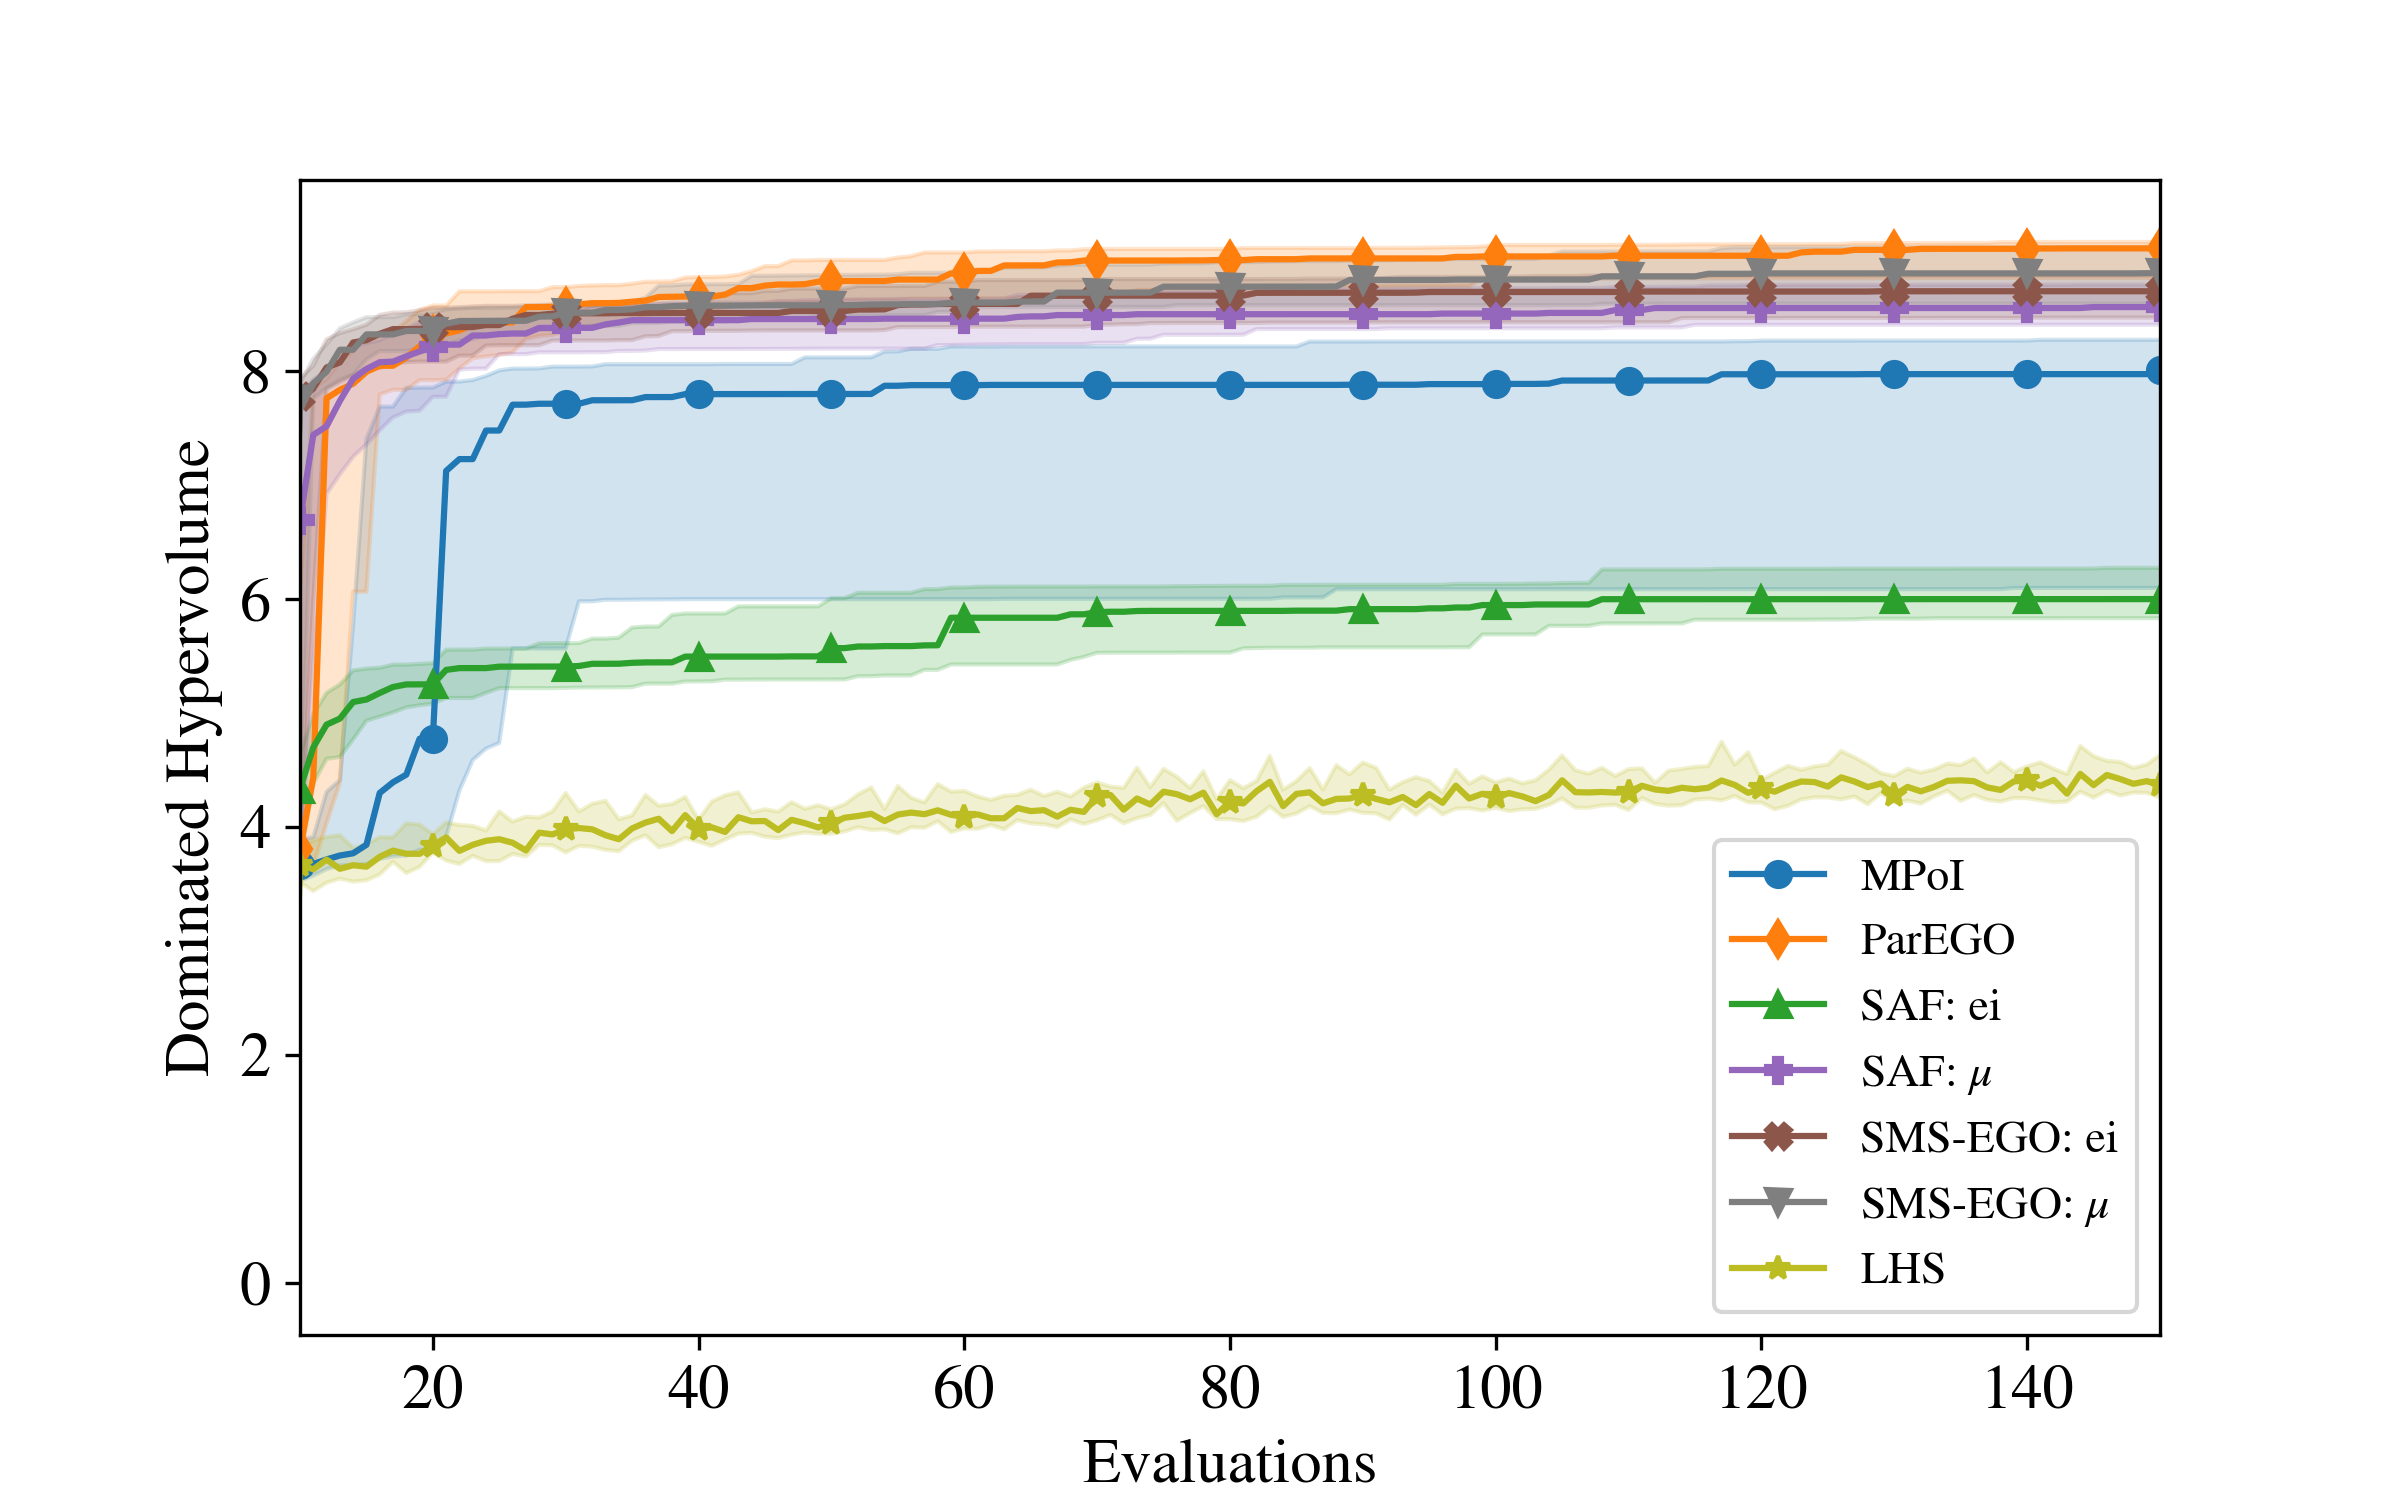 Dominated Hypervolume
8
6
4
2
0
20 40 60 80 100 120 140
Evaluations
MPoI
ParEGO
SAF: ei
SAF: μ
SMS-EGO: ei
SMS-EGO: μ
LHS